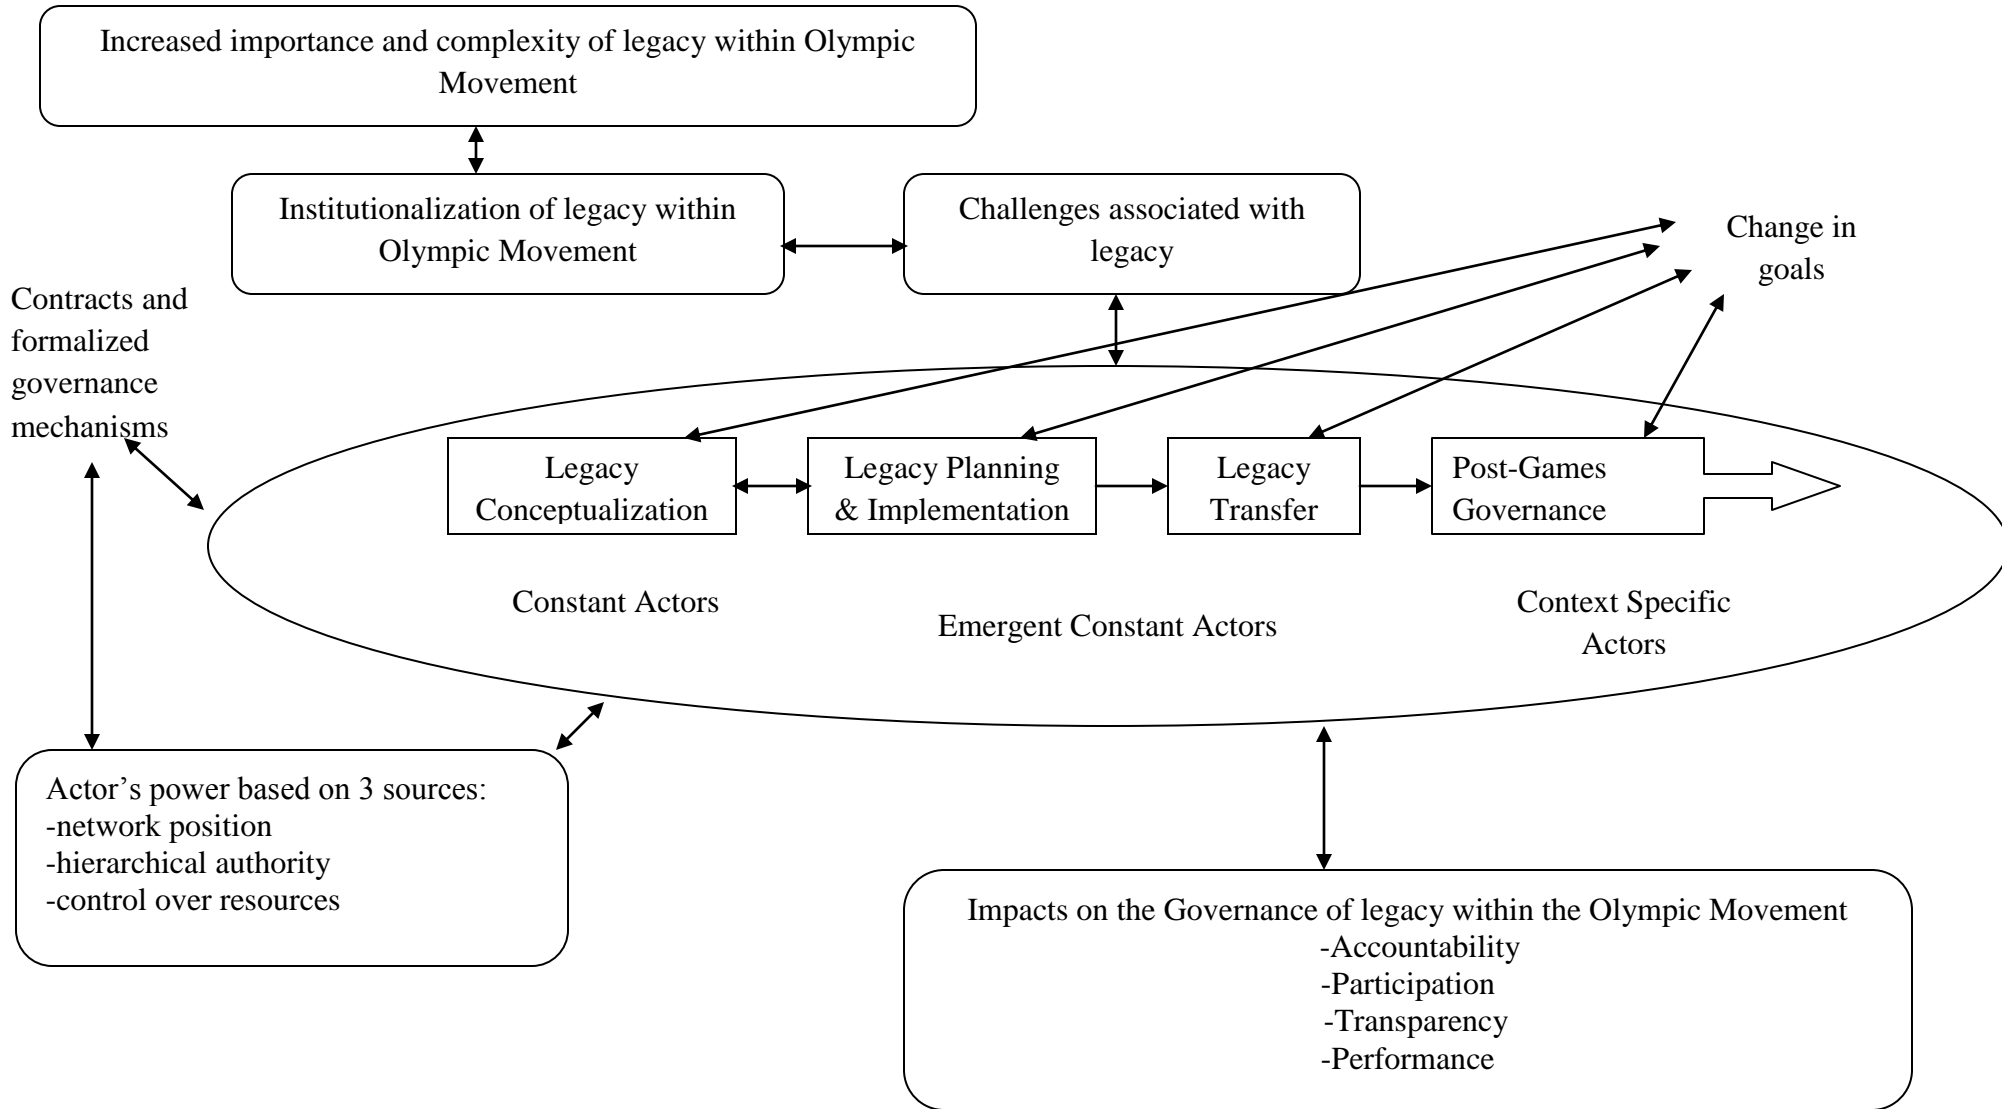 Increased importance and complexity of legacy within Olympic
Movement
Institutionalization of legacy within
Olympic Movement
Challenges associated with
legacy
Change in
goals
Contracts and
formalized
governance
mechanisms
Legacy
Conceptualization
Legacy Planning
& Implementation
Legacy
Transfer
Post-Games
Governance
Constant Actors
Emergent Constant Actors
Context Specific
Actors
Actor’s power based on 3 sources:
-network position
-hierarchical authority
-control over resources
Impacts on the Governance of legacy within the Olympic Movement
-Accountability
-Participation
-Transparency
-Performance